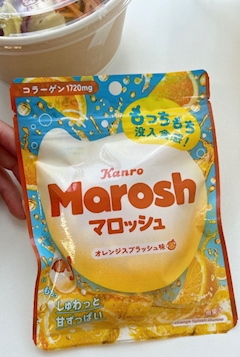 コラーゲン1720mg
もっちもち
没入食感!
Kanro
Marosh
マロッシュ
オレンジスプラッシュ味
しゅわっと
甘ずっぱい